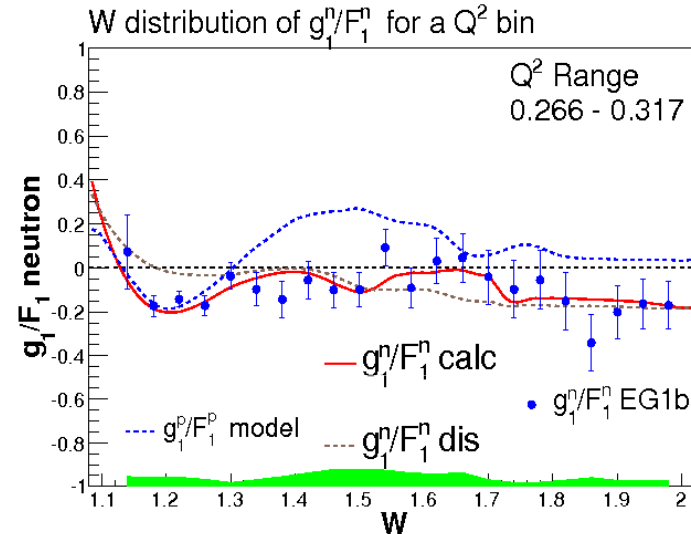 W distribution of g₁ⁿ/F₁ⁿ for a Q² bin
Q² Range
0.266 - 0.317
g₁/F₁ neutron
1
0.8
0.6
0.4
0.2
0
-0.2
-0.4
-0.6
-0.8
-1
g₁ⁿ/F₁ⁿ calc
g₁ⁿ/F₁ⁿ EG1b
g₁ᵖ/F₁ᵖ model
g₁ⁿ/F₁ⁿ dis
1.1 1.2 1.3 1.4 1.5 1.6 1.7 1.8 1.9 2
W